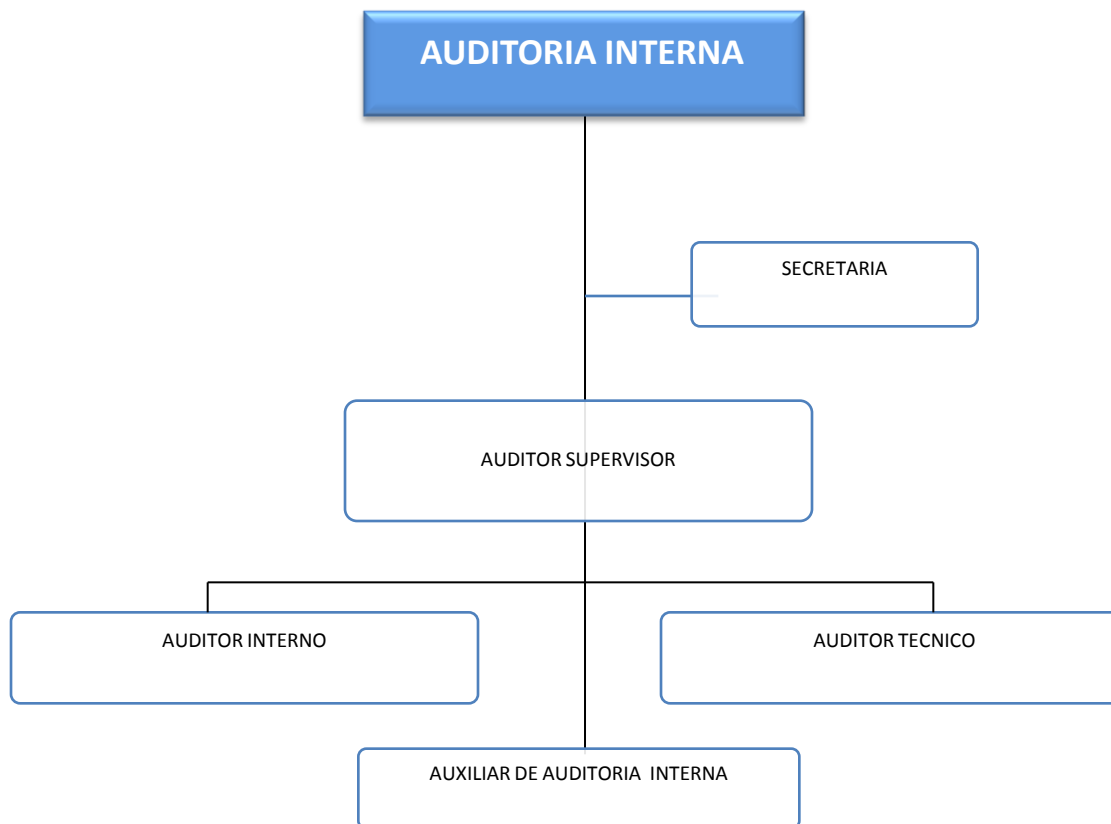 AUDITORIA INTERNA
SECRETARIA
AUDITOR SUPERVISOR
AUDITOR INTERNO
AUDITOR TECNICO
AUXILIAR DE AUDITORIA INTERNA